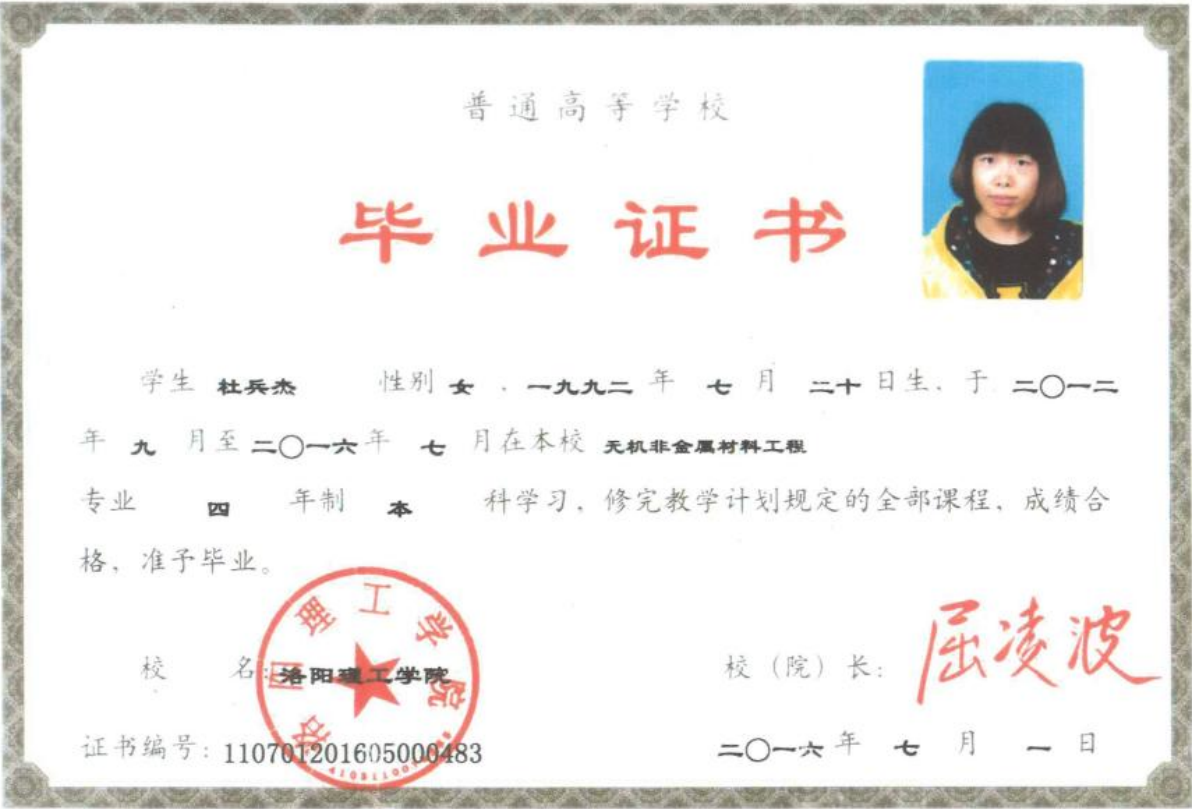 普通高等学校
毕业证书
学生 杜兵杰 性别 女 ,一九九二 年 七 月 二十 日生, 于 二〇一二
年 九 月至 二〇一六 年 七 月在本校 无机非金属材料工程
专业 四 年制 本 科学习, 修完教学计划规定的全部课程, 成绩合
格, 准予毕业。
洛阳理工学院
校 名: 洛阳理工学院 校(院)长: 屈凌波
证书编号: 110701201605000483 二〇一六 年 七 月 一 日